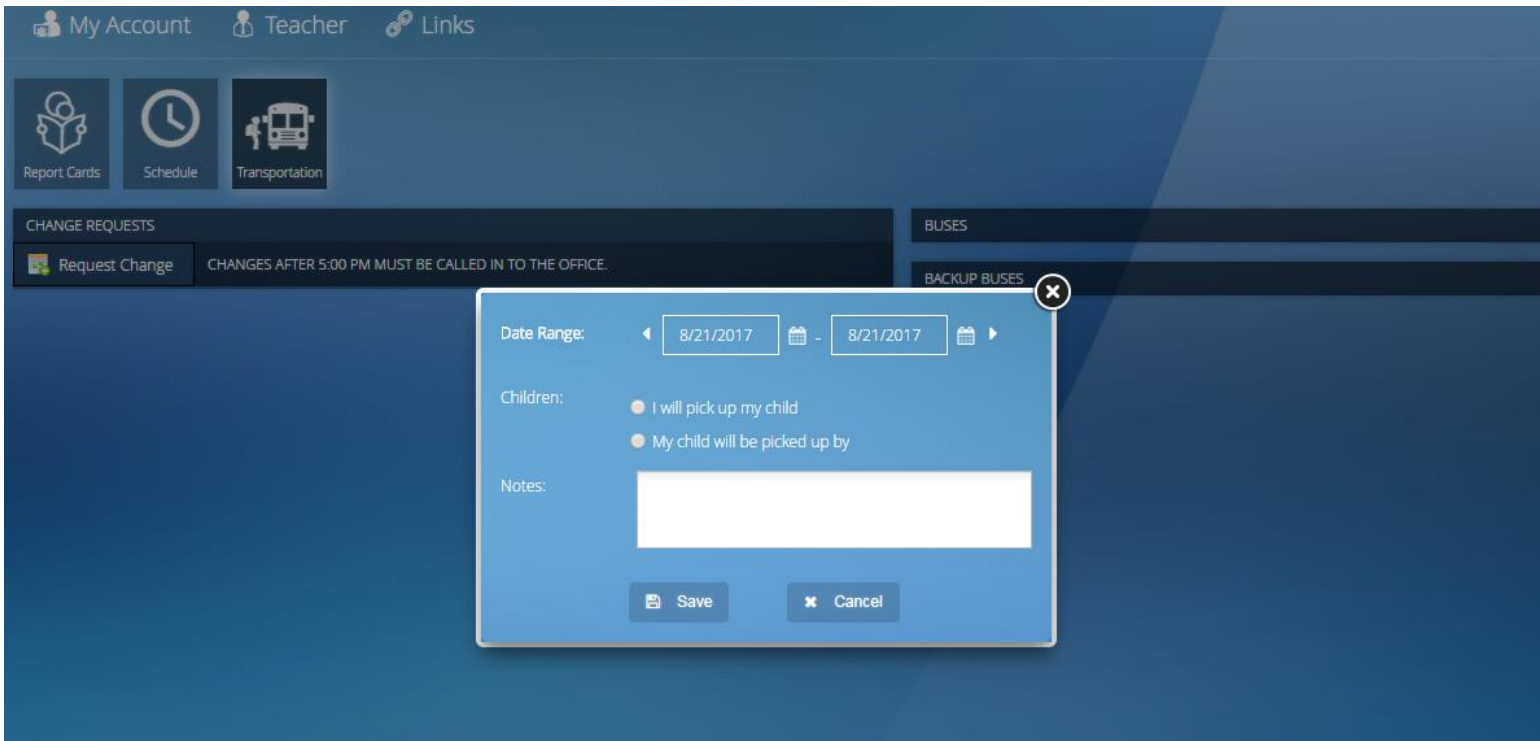 My Account Teacher Links
Report Cards Schedule Transportation
CHANGE REQUESTS
Request Change CHANGES AFTER 5:00 PM MUST BE CALLED IN TO THE OFFICE.
BUSES
BACKUP BUSES
Date Range: 8/21/2017 - 8/21/2017
Children:
I will pick up my child
My child will be picked up by
Notes:
Save Cancel